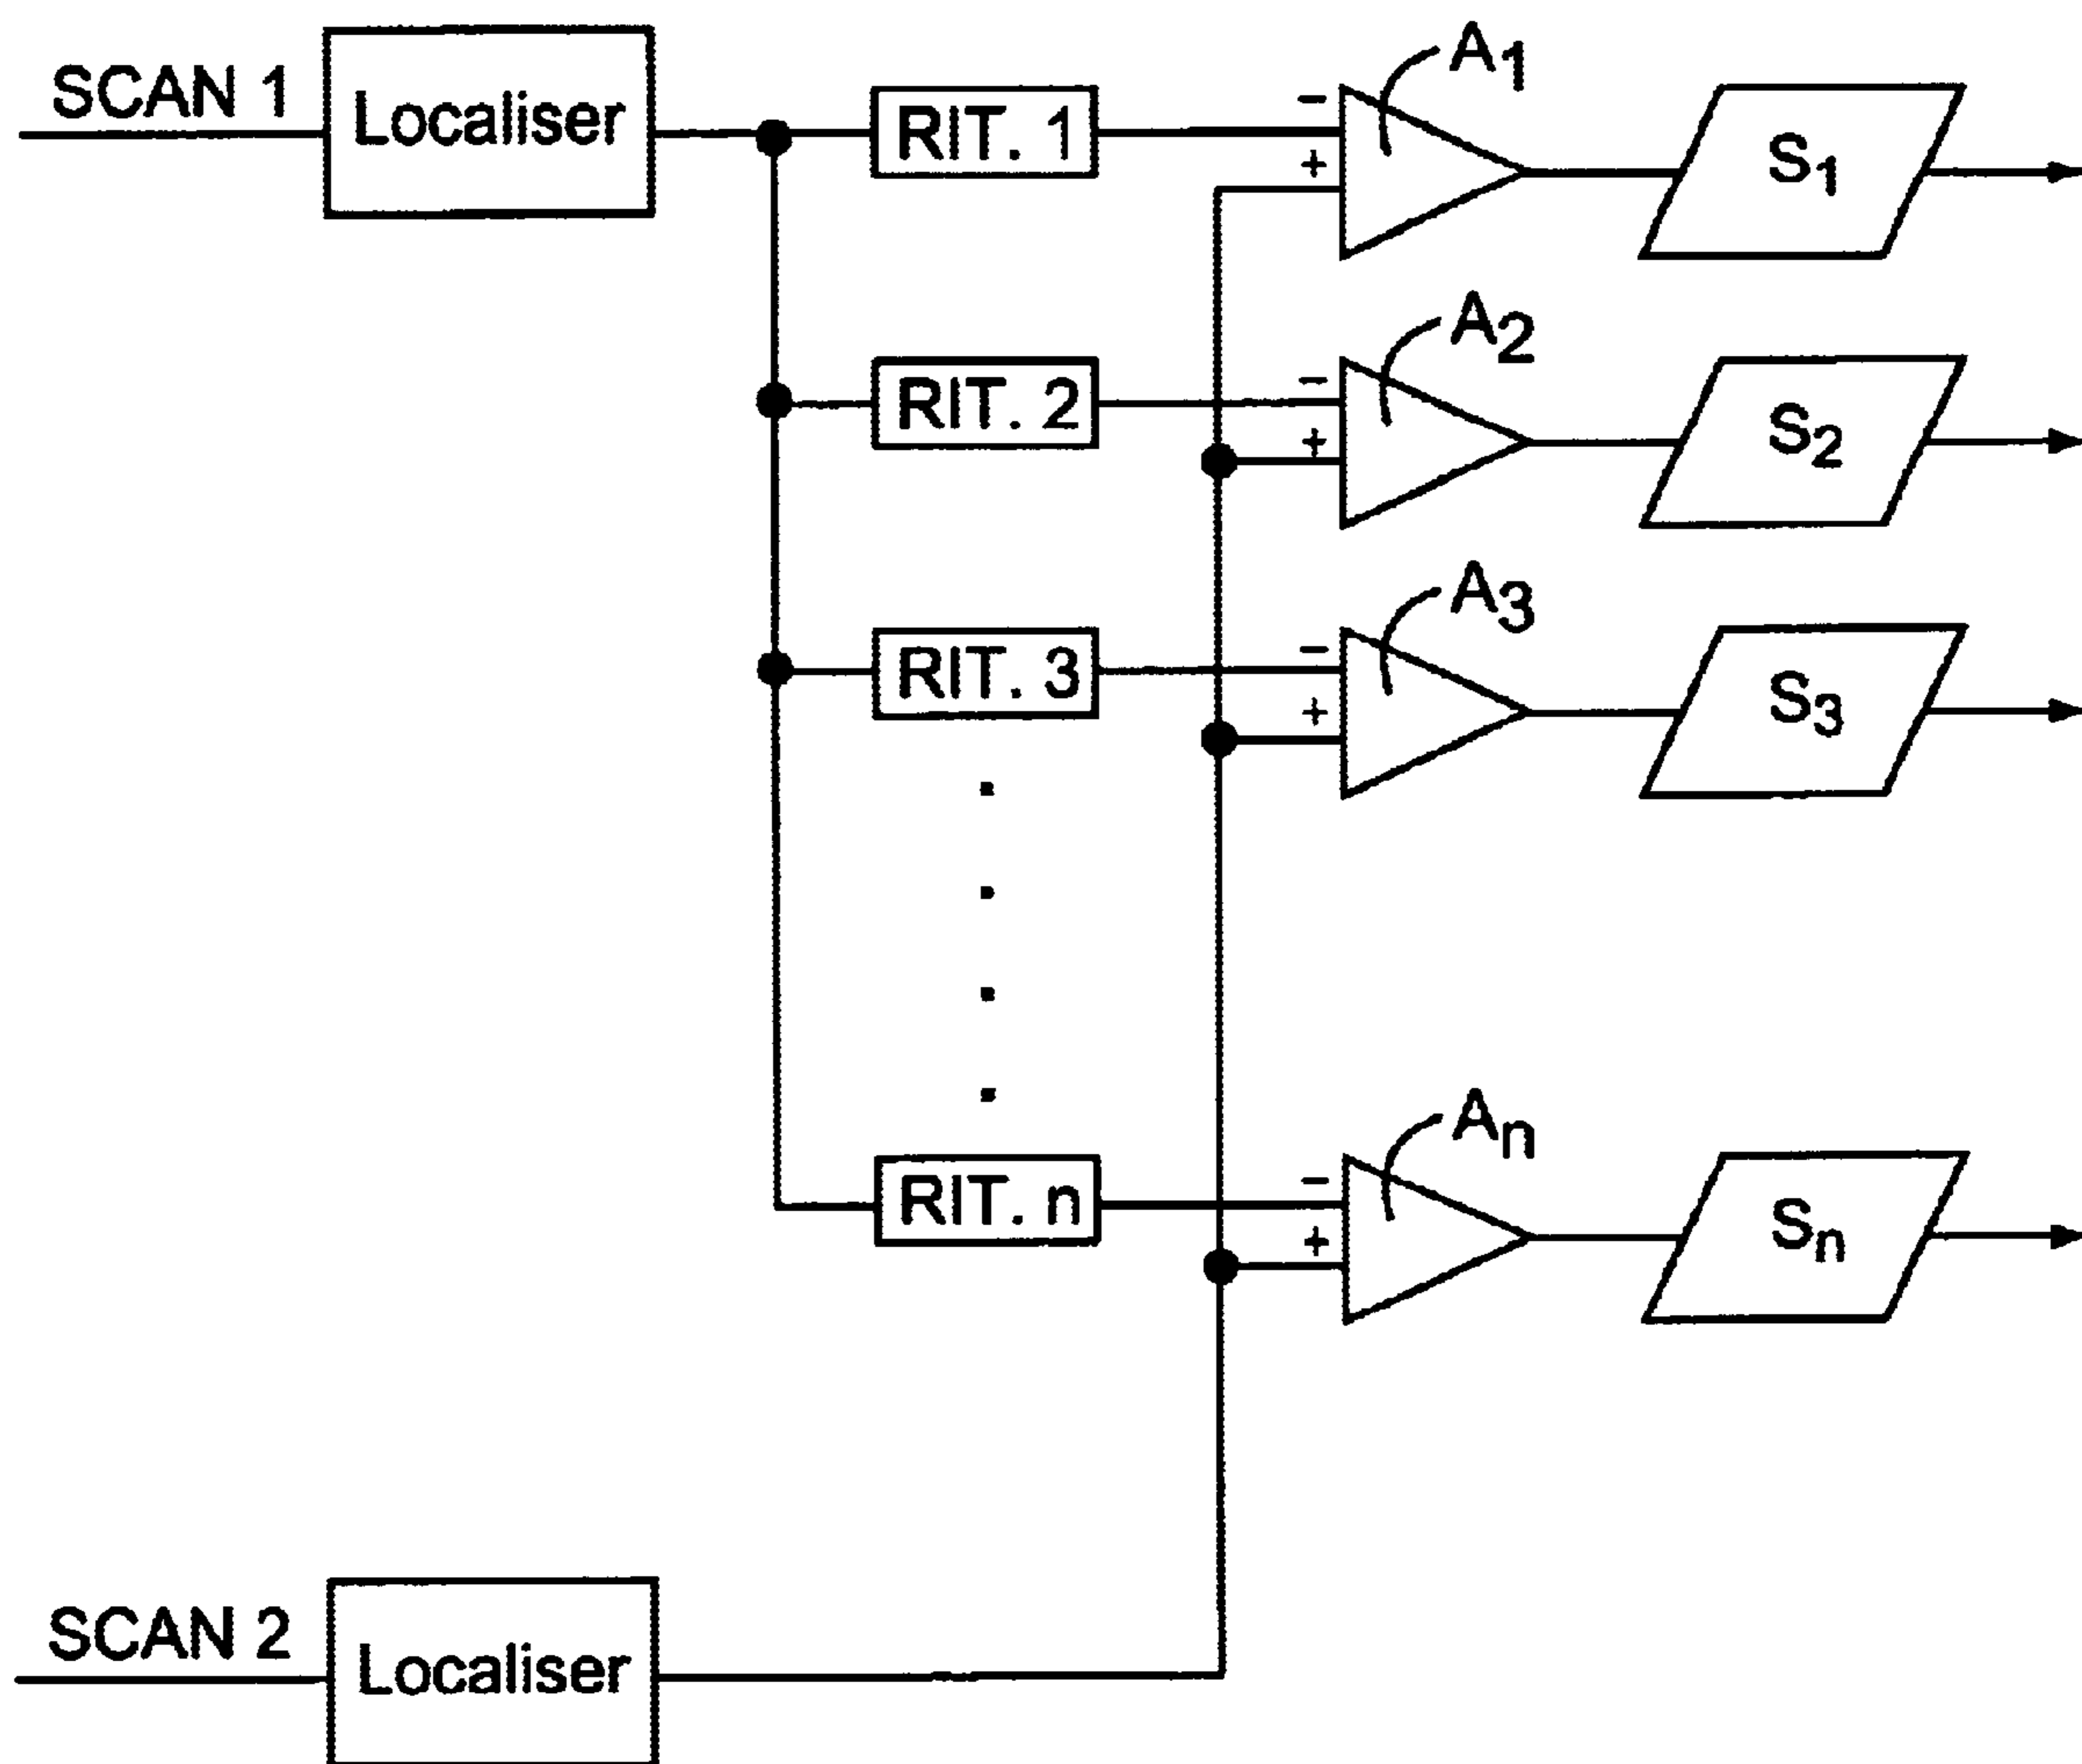 SCAN 1
Localiser
RIT. 1
-
+
A1
S1
RIT. 2
-
+
A2
S2
RIT. 3
-
+
A3
S3
RIT. n
-
+
An
Sn
SCAN 2
Localiser